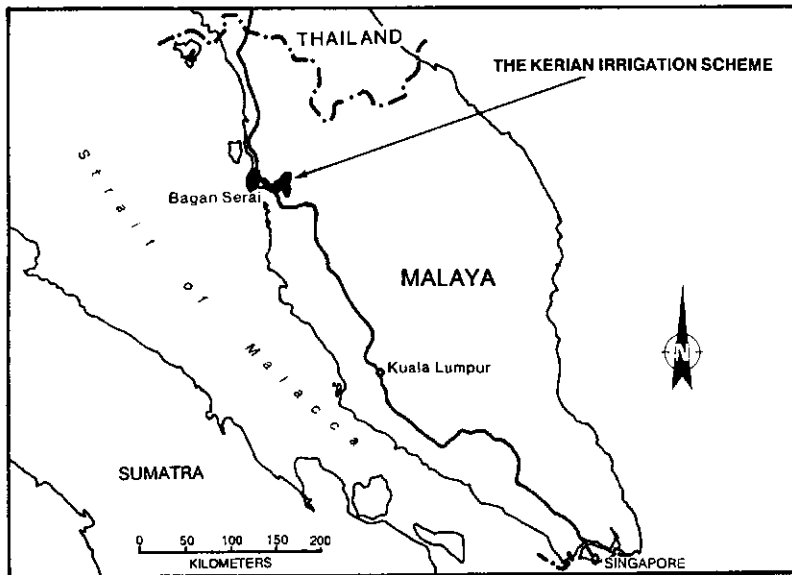 THAILAND
THE KERIAN IRRIGATION SCHEME
Bagan Serai
Strait of Malacca
MALAYA
N
Kuala Lumpur
SUMATRA
0 50 100 150 200
KILOMETERS
SINGAPORE